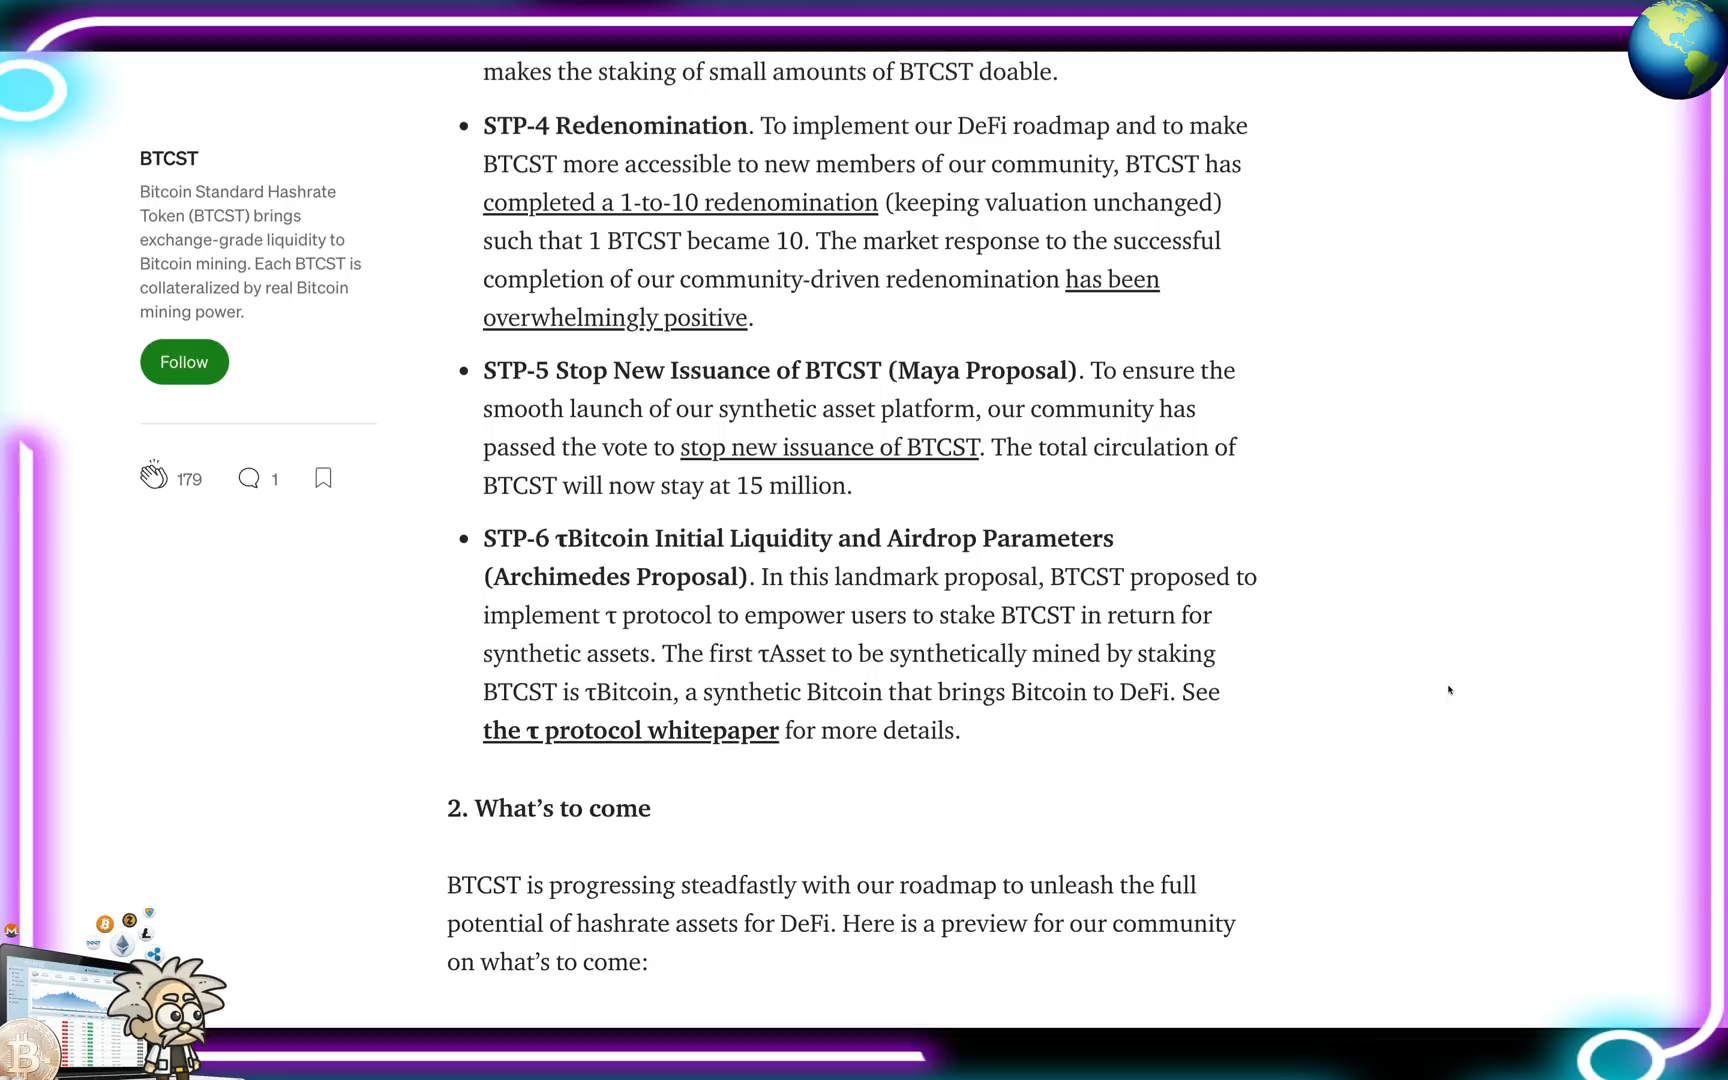 makes the staking of small amounts of BTCST doable.
• STP-4 Redenomination. To implement our DeFi roadmap and to make
BTCST more accessible to new members of our community, BTCST has
completed a 1-to-10 redenomination (keeping valuation unchanged)
such that 1 BTCST became 10. The market response to the successful
completion of our community-driven redenomination has been
overwhelmingly positive.
• STP-5 Stop New Issuance of BTCST (Maya Proposal). To ensure the
smooth launch of our synthetic asset platform, our community has
passed the vote to stop new issuance of BTCST. The total circulation of
BTCST will now stay at 15 million.
• STP-6 τBitcoin Initial Liquidity and Airdrop Parameters
(Archimedes Proposal). In this landmark proposal, BTCST proposed to
implement τ protocol to empower users to stake BTCST in return for
synthetic assets. The first τAsset to be synthetically mined by staking
BTCST is τBitcoin, a synthetic Bitcoin that brings Bitcoin to DeFi. See
the τ protocol whitepaper for more details.
2. What’s to come
BTCST is progressing steadfastly with our roadmap to unleash the full
potential of hashrate assets for DeFi. Here is a preview for our community
on what’s to come:
BTCST
Bitcoin Standard Hashrate
Token (BTCST) brings
exchange-grade liquidity to
Bitcoin mining. Each BTCST is
collateralized by real Bitcoin
mining power.
Follow
179 1